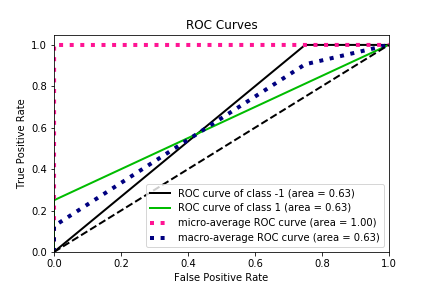 ROC Curves
True Positive Rate
1.0
0.8
0.6
0.4
0.2
0.0
ROC curve of class -1 (area = 0.63)
ROC curve of class 1 (area = 0.63)
micro-average ROC curve (area = 1.00)
macro-average ROC curve (area = 0.63)
0.0 0.2 0.4 0.6 0.8 1.0
False Positive Rate